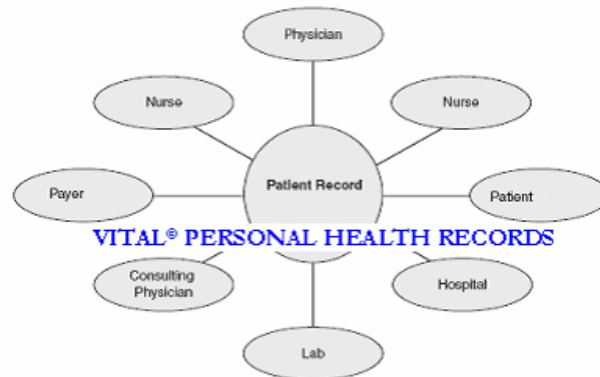 Physician
Nurse
Nurse
Patient Record
Payer
Patient
VITAL© PERSONAL HEALTH RECORDS
Consulting
Physician
Hospital
Lab